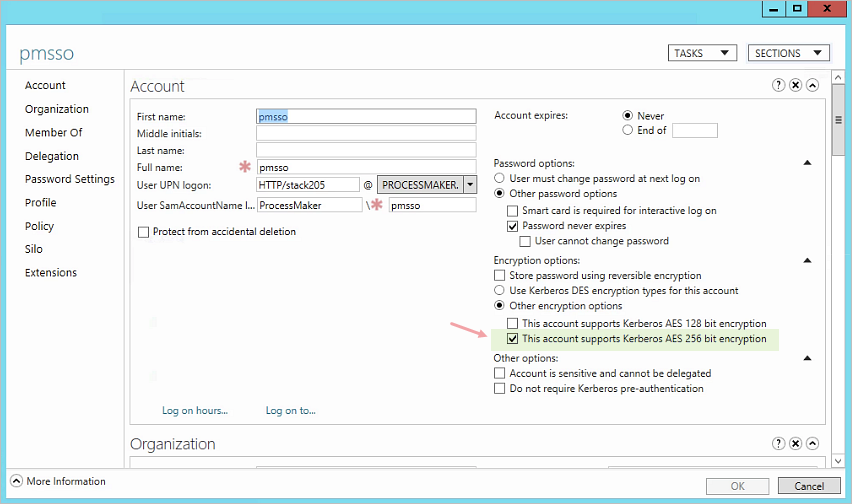 pmsso
TASKS
SECTIONS
Account
Organization
Member Of
Delegation
Password Settings
Profile
Policy
Silo
Extensions
Account
First name: pmsso
Middle initials:
Last name:
Full name: * pmsso
User UPN logon: HTTP/stack205 @ PROCESSMAKER.
User SamAccountName l... ProcessMaker \ * pmsso
Protect from accidental deletion
Log on hours... Log on to...
Account expires: Never
End of
Password options:
User must change password at next log on
Other password options
Smart card is required for interactive log on
Password never expires
User cannot change password
Encryption options:
Store password using reversible encryption
Use Kerberos DES encryption types for this account
Other encryption options
This account supports Kerberos AES 128 bit encryption
This account supports Kerberos AES 256 bit encryption
Other options:
Account is sensitive and cannot be delegated
Do not require Kerberos pre-authentication
Organization
More Information
OK
Cancel